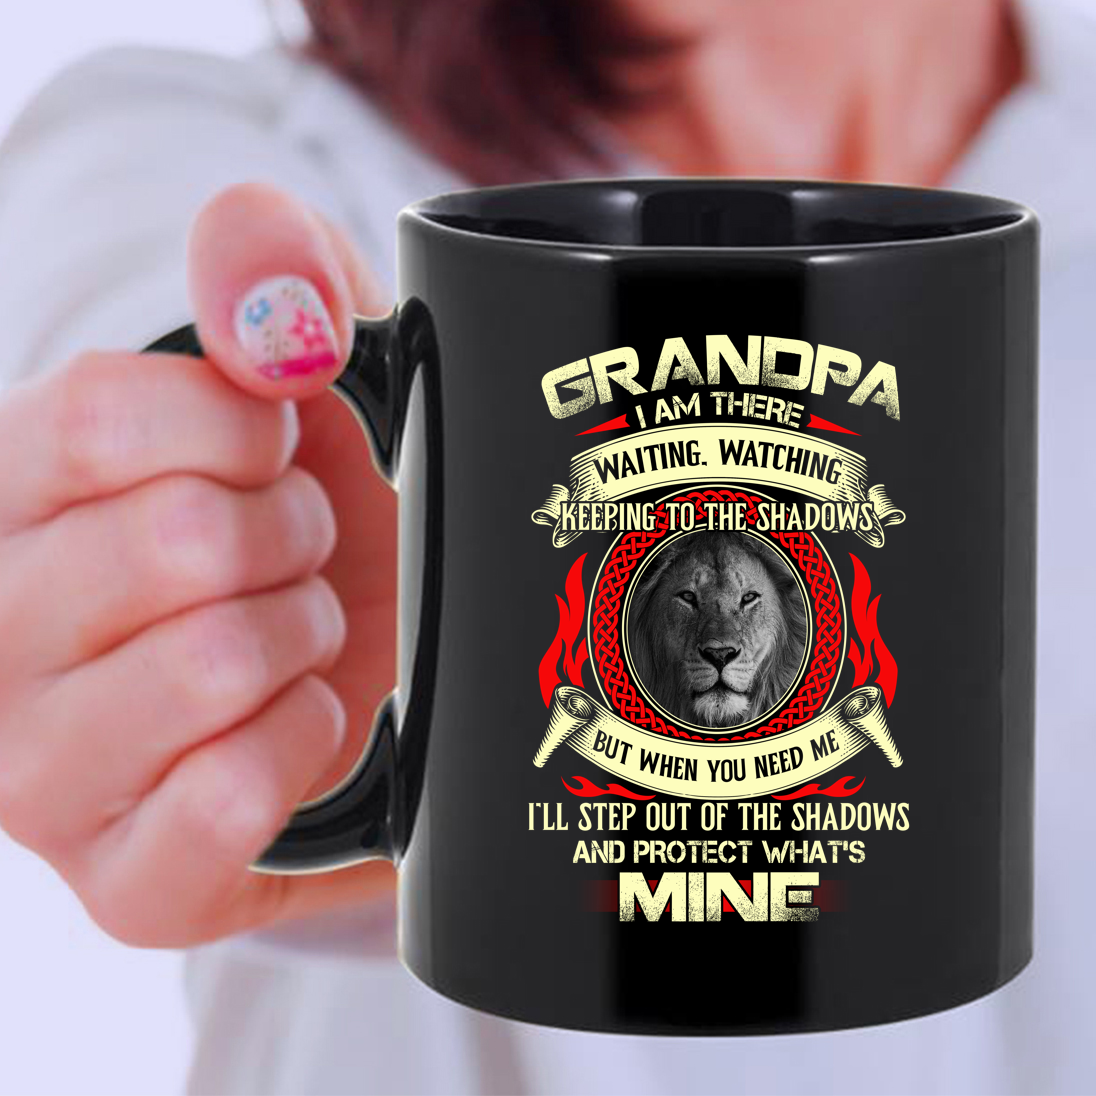 GRANDPA
I AM THERE
WAITING. WATCHING
KEEPING TO THE SHADOWS
BUT WHEN YOU NEED ME
I'LL STEP OUT OF THE SHADOWS
AND PROTECT WHAT'S
MINE